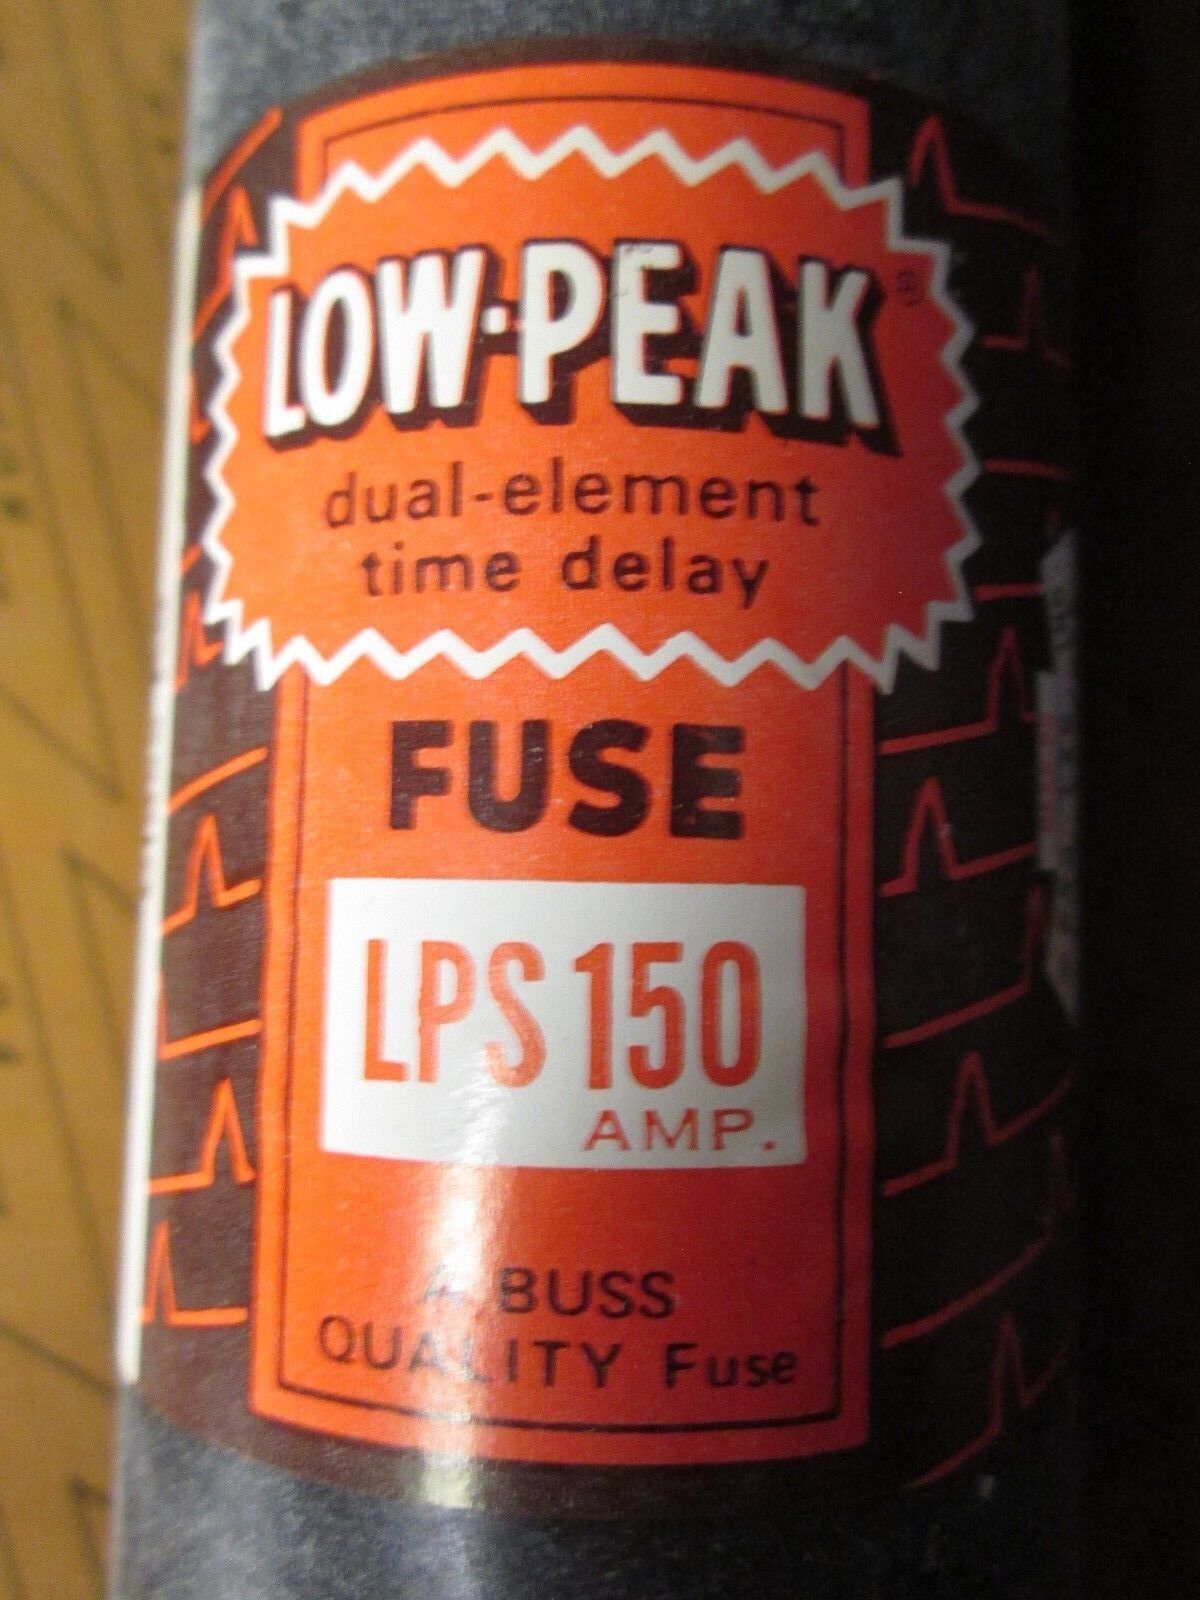 LOW-PEAK®
dual-element
time delay
FUSE
LPS 150
AMP.
A BUSS
QUALITY Fuse